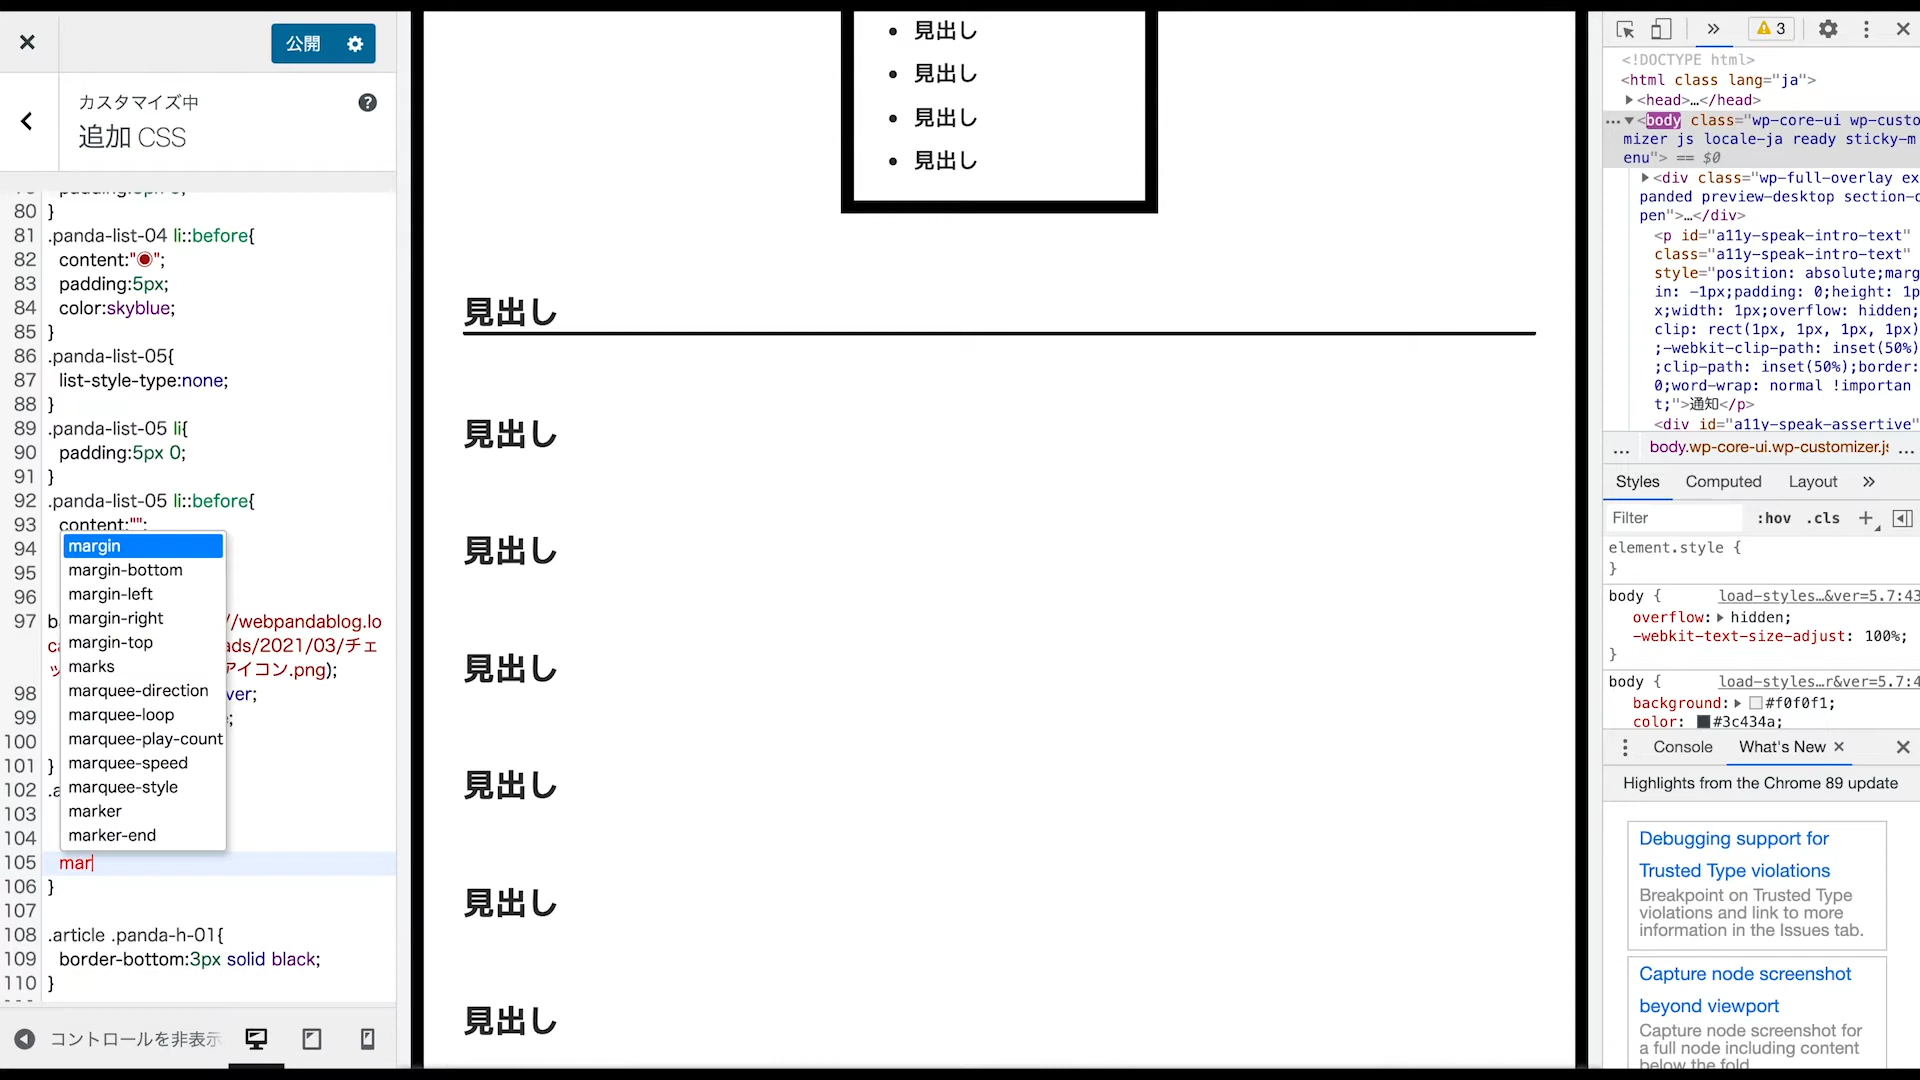 公開
カスタマイズ中
追加 CSS
80 }
81 .panda-list-04 li::before{
82 content:"◉";
83 padding:5px;
84 color:skyblue;
85 }
86 .panda-list-05{
87 list-style-type:none;
88 }
89 .panda-list-05 li{
90 padding:5px 0;
91 }
92 .panda-list-05 li::before{
93 content:"";
94
95
96
97 //webpandablog.lo
ads/2021/03/チェ
アイコン.png);
98 ver;
99
100
101 }
102 .a
103
104
105 mar
106 }
107
108 .article .panda-h-01{
109 border-bottom:3px solid black;
110 }
margin
margin-bottom
margin-left
margin-right
margin-top
marks
marquee-direction
marquee-loop
marquee-play-count
marquee-speed
marquee-style
marker
marker-end
コントロールを非表示
• 見出し
• 見出し
• 見出し
• 見出し
見出し
見出し
見出し
見出し
見出し
見出し
見出し
3
<!DOCTYPE html>
<html class lang="ja">
<head>…</head>
<body class="wp-core-ui wp-custo
mizer js locale-ja ready sticky-m
enu"> == $0
<div class="wp-full-overlay ex
panded preview-desktop section-o
pen">…</div>
<p id="a11y-speak-intro-text"
class="a11y-speak-intro-text"
style="position: absolute;marg
in: -1px;padding: 0;height: 1p
x;width: 1px;overflow: hidden;
clip: rect(1px, 1px, 1px, 1px)
;-webkit-clip-path: inset(50%)
;clip-path: inset(50%);border:
0;word-wrap: normal !importan
t;">通知</p>
<div id="a11y-speak-assertive"
… body.wp-core-ui.wp-customizer.js …
Styles Computed Layout »
Filter :hov .cls +
element.style {
}
body { load-styles…&ver=5.7:43
overflow: hidden;
-webkit-text-size-adjust: 100%;
}
body { load-styles…r&ver=5.7:4
background: #f0f0f1;
color: #3c434a;
Console What's New
Highlights from the Chrome 89 update
Debugging support for
Trusted Type violations
Breakpoint on Trusted Type
violations and link to more
information in the Issues tab.
Capture node screenshot
beyond viewport
Capture node screenshot for
a full node including content
below the fold